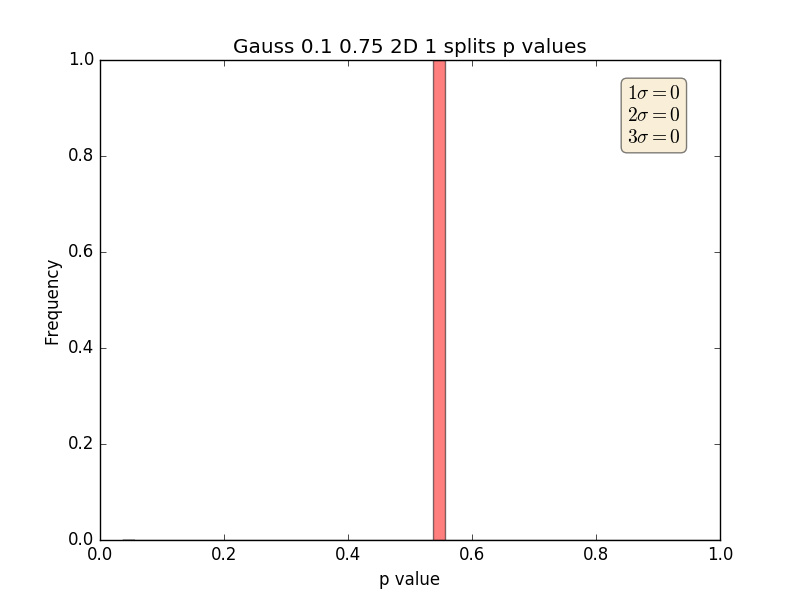 Gauss 0.1 0.75 2D 1 splits p values
1.0
1σ = 0
2σ = 0
3σ = 0
0.8
0.6
Frequency
0.4
0.2
0.0
0.0 0.2 0.4 0.6 0.8 1.0
p value